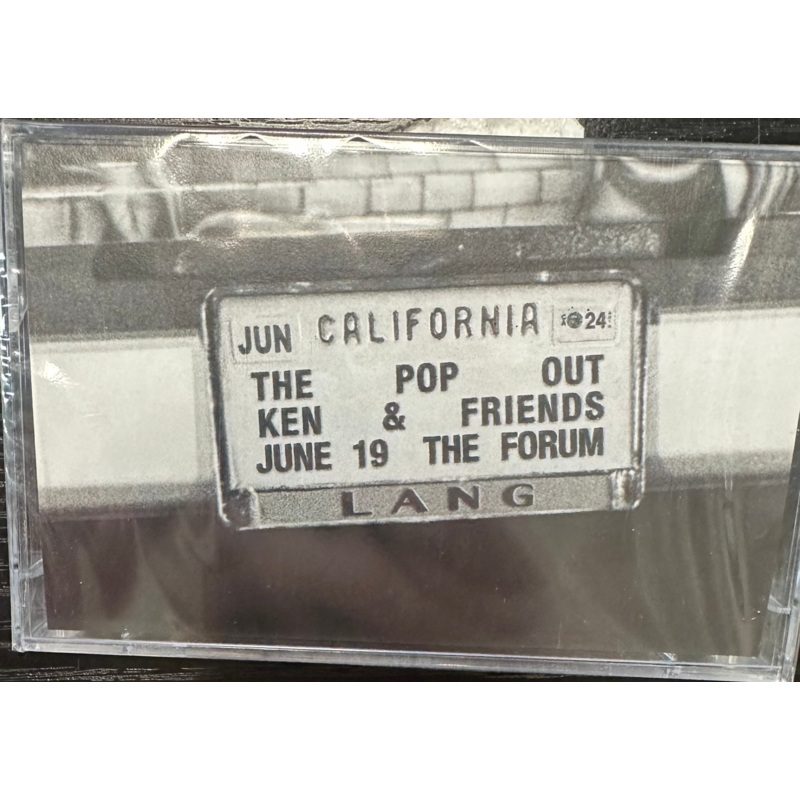 JUN CALIFORNIA 24
THE POP OUT
KEN & FRIENDS
JUNE 19 THE FORUM
LANG